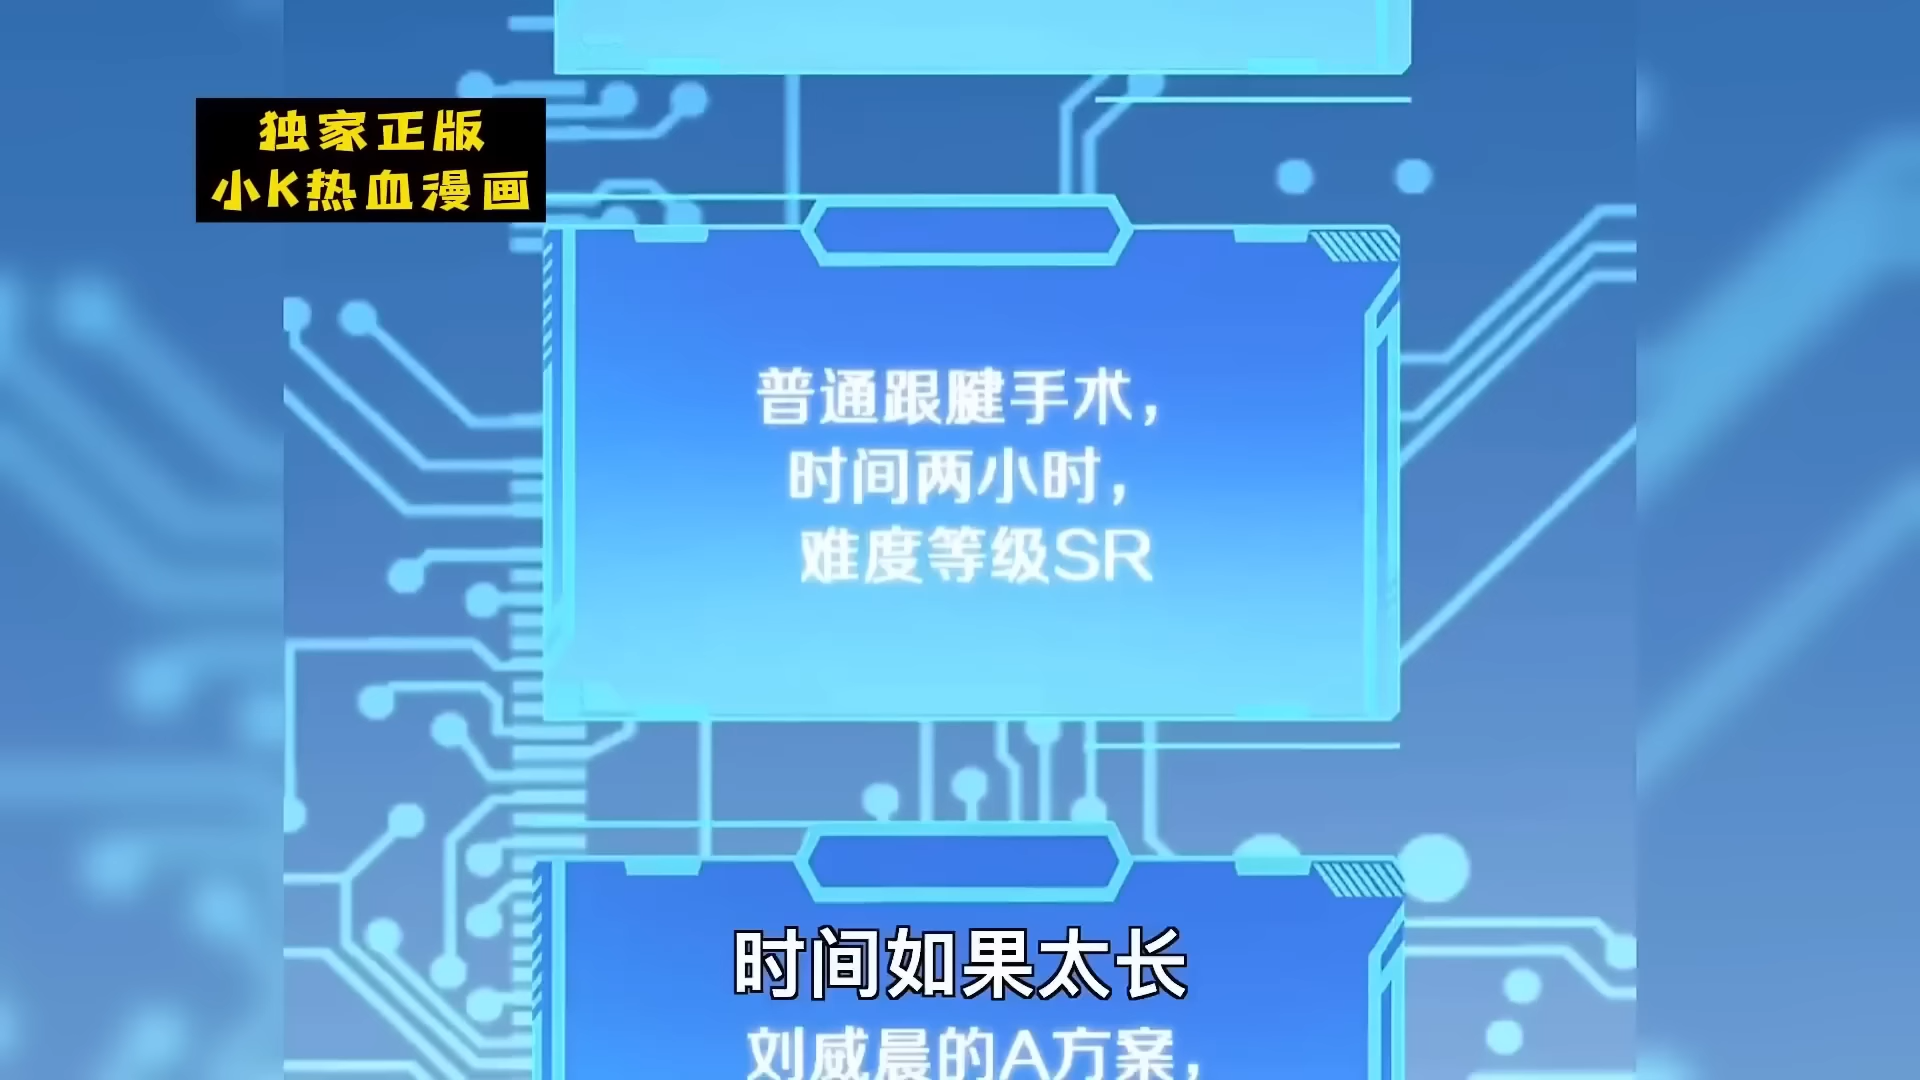 独家正版
小K热血漫画
普通跟腱手术，
时间两小时，
难度等级SR
时间如果太长
刘威晨的A方案，